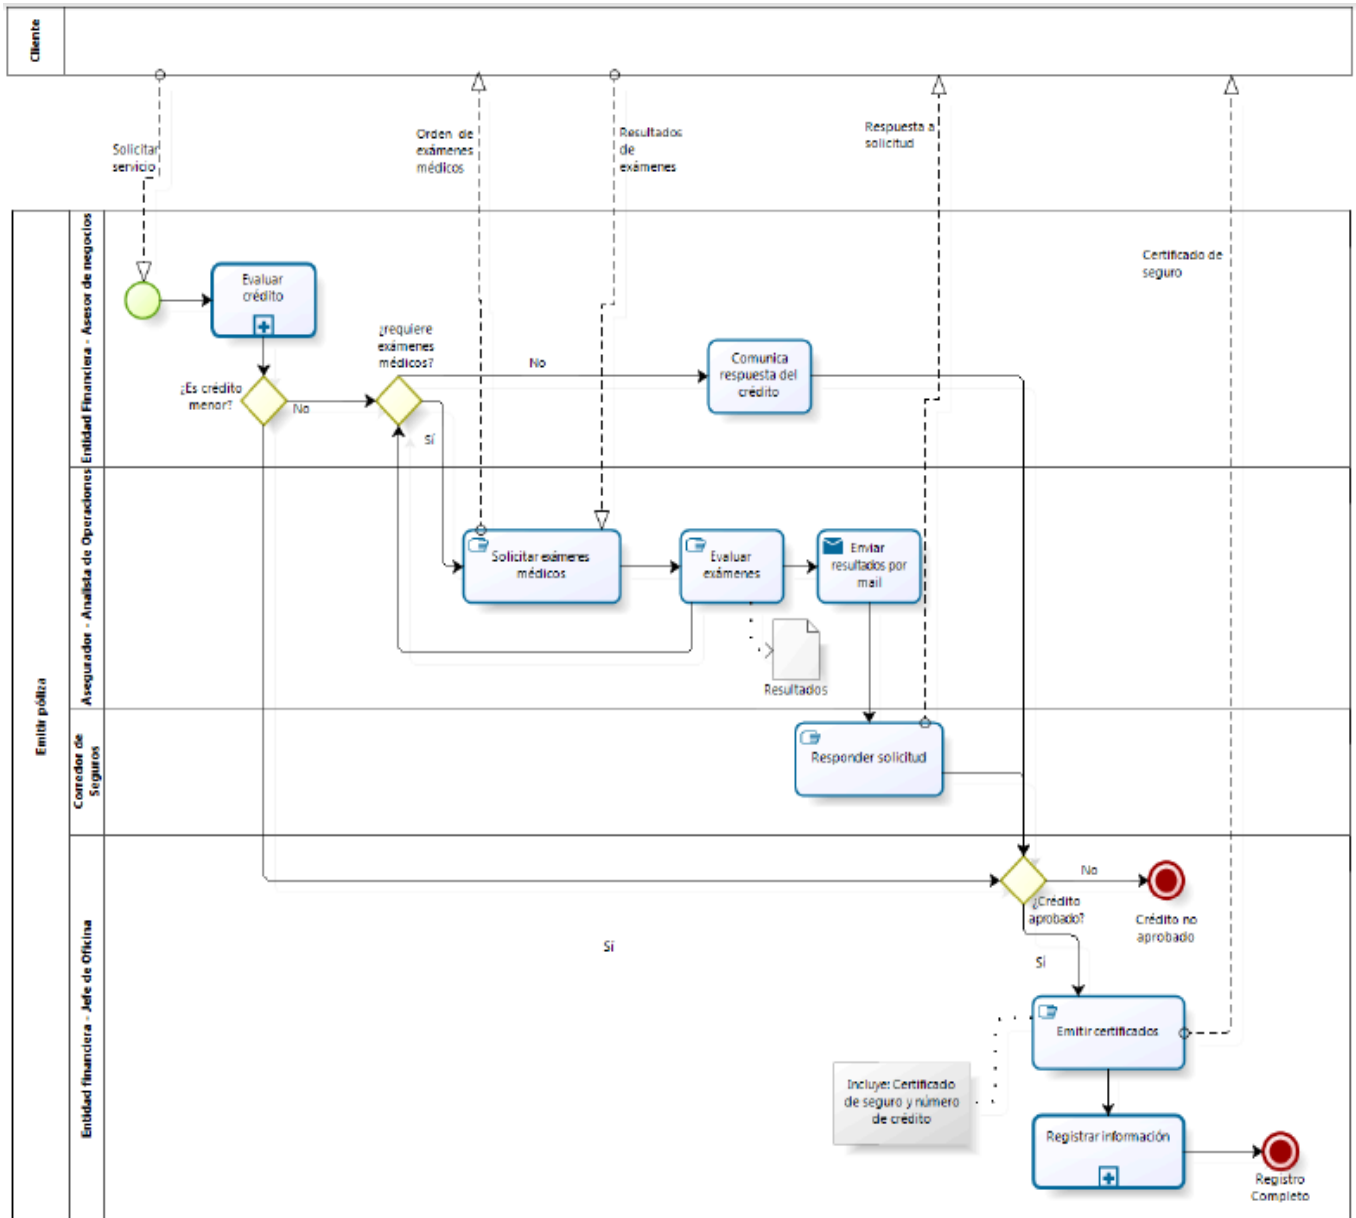 Cliente
Solicitar
servicio
Orden de
exámenes
médicos
Resultados
de
exámenes
Respuesta a
solicitud
Certificado de
seguro
Emitir póliza
Entidad Financiera - Asesor de negocios
Evaluar
crédito
¿Es crédito
menor?
No
¿requiere
exámenes
médicos?
No
Sí
Comunica
respuesta del
crédito
Asegurador - Analista de Operaciones
Solicitar exámenes
médicos
Evaluar
exámenes
Enviar
resultados por
mail
Resultados
Corredor de
Seguros
Responder solicitud
Entidad financiera - Jefe de Oficina
Sí
¿Crédito
aprobado?
No
Crédito no
aprobado
Sí
Emitir certificados
Incluye: Certificado
de seguro y número
de crédito
Registrar información
Registro
Completo